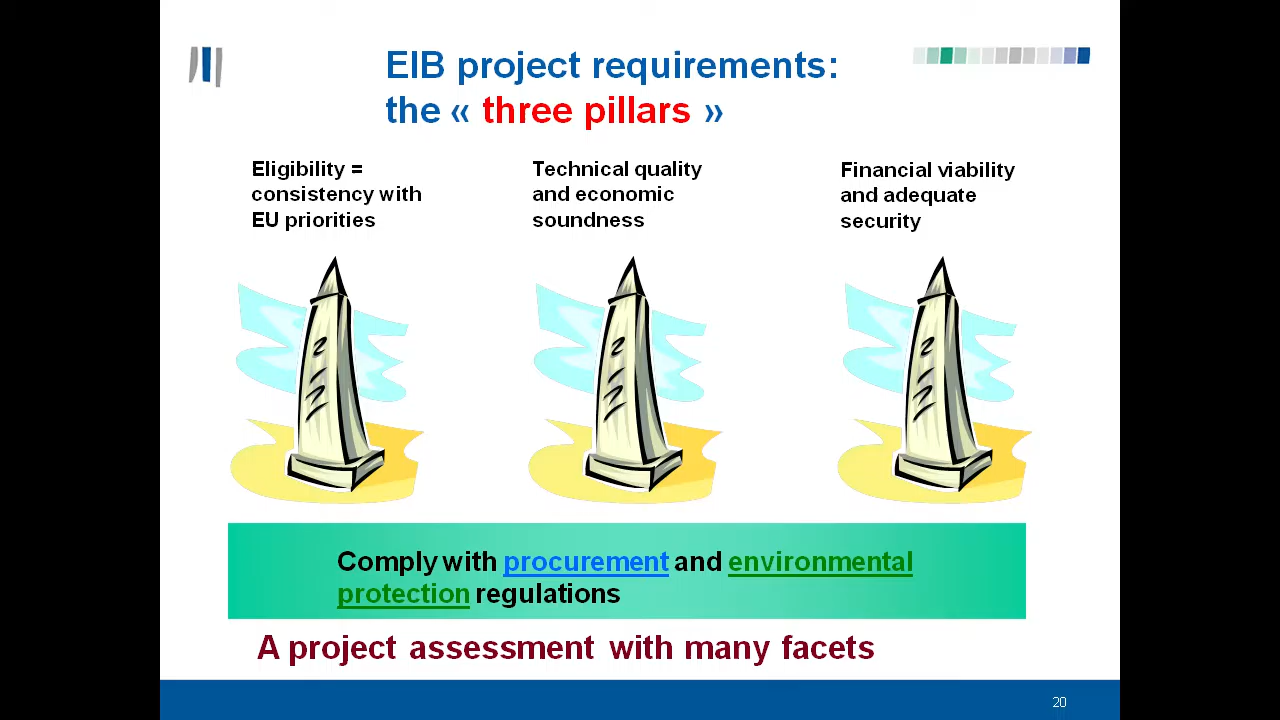 EIB project requirements:
the « three pillars »
Eligibility =
consistency with
EU priorities
Technical quality
and economic
soundness
Financial viability
and adequate
security
Comply with procurement and environmental
protection regulations
A project assessment with many facets
20